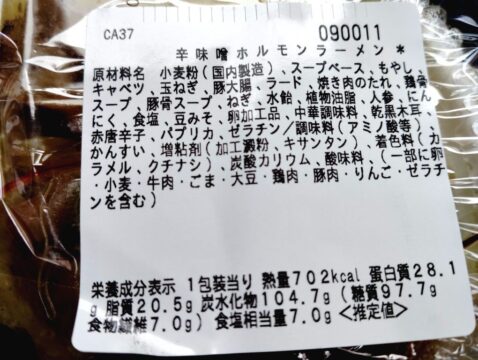 CA37 090011
辛味噌ホルモンラーメン＊
原材料名 小麦粉(国内製造)、スープベース、もやし、
キャベツ、玉ねぎ、豚大腸、ラード、焼き肉のたれ、鶏骨
スープ、豚骨スープ、ねぎ、水飴、植物油脂、人参、にん
にく、食塩、豆みそ、卵加工品、中華調味料、乾黒木耳、
赤唐辛子、パプリカ、ゼラチン／調味料(アミノ酸等)、
かんすい、増粘剤(加工澱粉、キサンタン)、着色料(カ
ラメル、クチナシ)、炭酸カリウム、酸味料、(一部に卵
・小麦・牛肉・ごま・大豆・鶏肉・豚肉・りんご・ゼラチ
ンを含む)
栄養成分表示 1包装当り 熱量702kcal 蛋白質28.1
g 脂質20.5g 炭水化物104.7g(糖質97.7g
食物繊維7.0g) 食塩相当量7.0g <推定値>